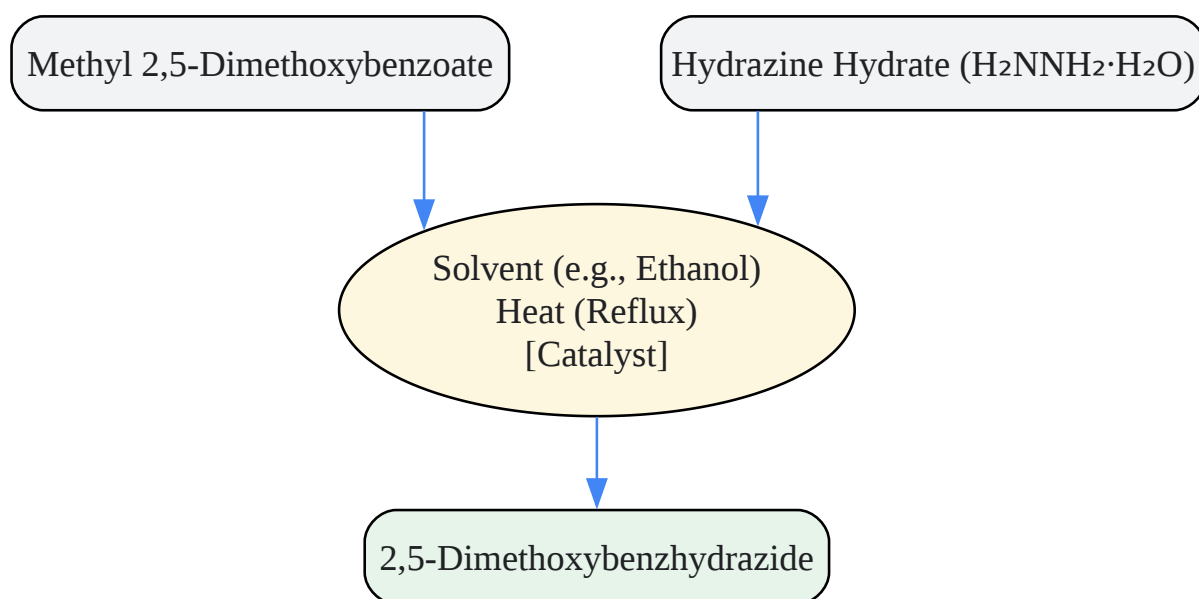 Methyl 2,5-Dimethoxybenzoate
Hydrazine Hydrate (H₂NNH₂·H₂O)
Solvent (e.g., Ethanol)
Heat (Reflux)
[Catalyst]
2,5-Dimethoxybenzhydrazide